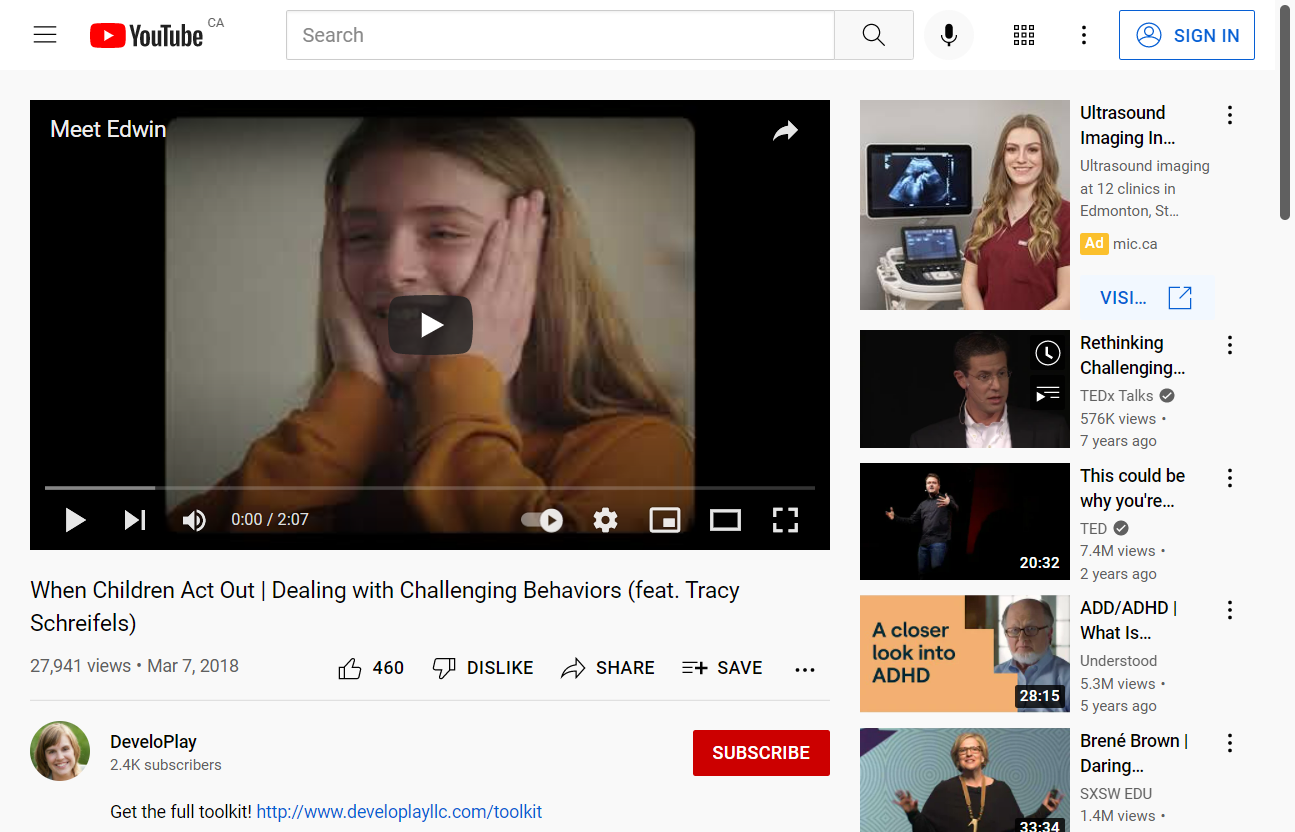 YouTube CA
Search
SIGN IN
Meet Edwin
0:00 / 2:07
When Children Act Out | Dealing with Challenging Behaviors (feat. Tracy
Schreifels)
27,941 views • Mar 7, 2018
460
DISLIKE
SHARE
SAVE
DeveloPlay
2.4K subscribers
SUBSCRIBE
Get the full toolkit! http://www.developlayllc.com/toolkit
Ultrasound
Imaging In...
Ultrasound imaging
at 12 clinics in
Edmonton, St...
Ad mic.ca
VISI...
Rethinking
Challenging...
TEDx Talks
576K views •
7 years ago
20:32
This could be
why you're...
TED
7.4M views •
2 years ago
A closer
look into
ADHD
28:15
ADD/ADHD |
What Is...
Understood
5.3M views •
5 years ago
33:34
Brené Brown |
Daring...
SXSW EDU
1.4M views •